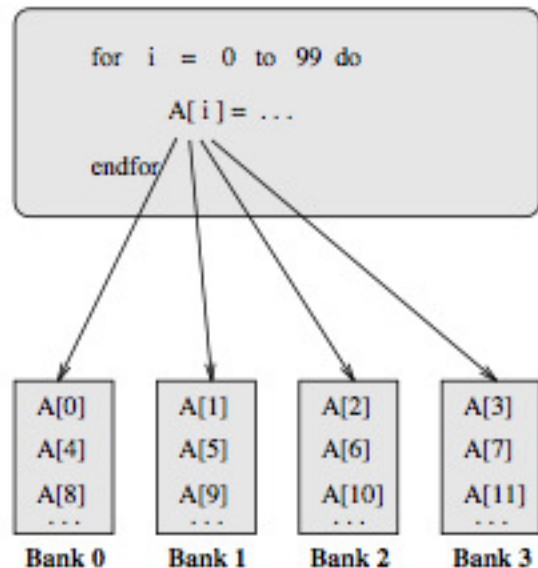 for i = 0 to 99 do
A[ i ] = . . .
endfor
A[0] A[1] A[2] A[3]
A[4] A[5] A[6] A[7]
A[8] A[9] A[10] A[11]
. . . . . . . . . . . .
Bank 0 Bank 1 Bank 2 Bank 3